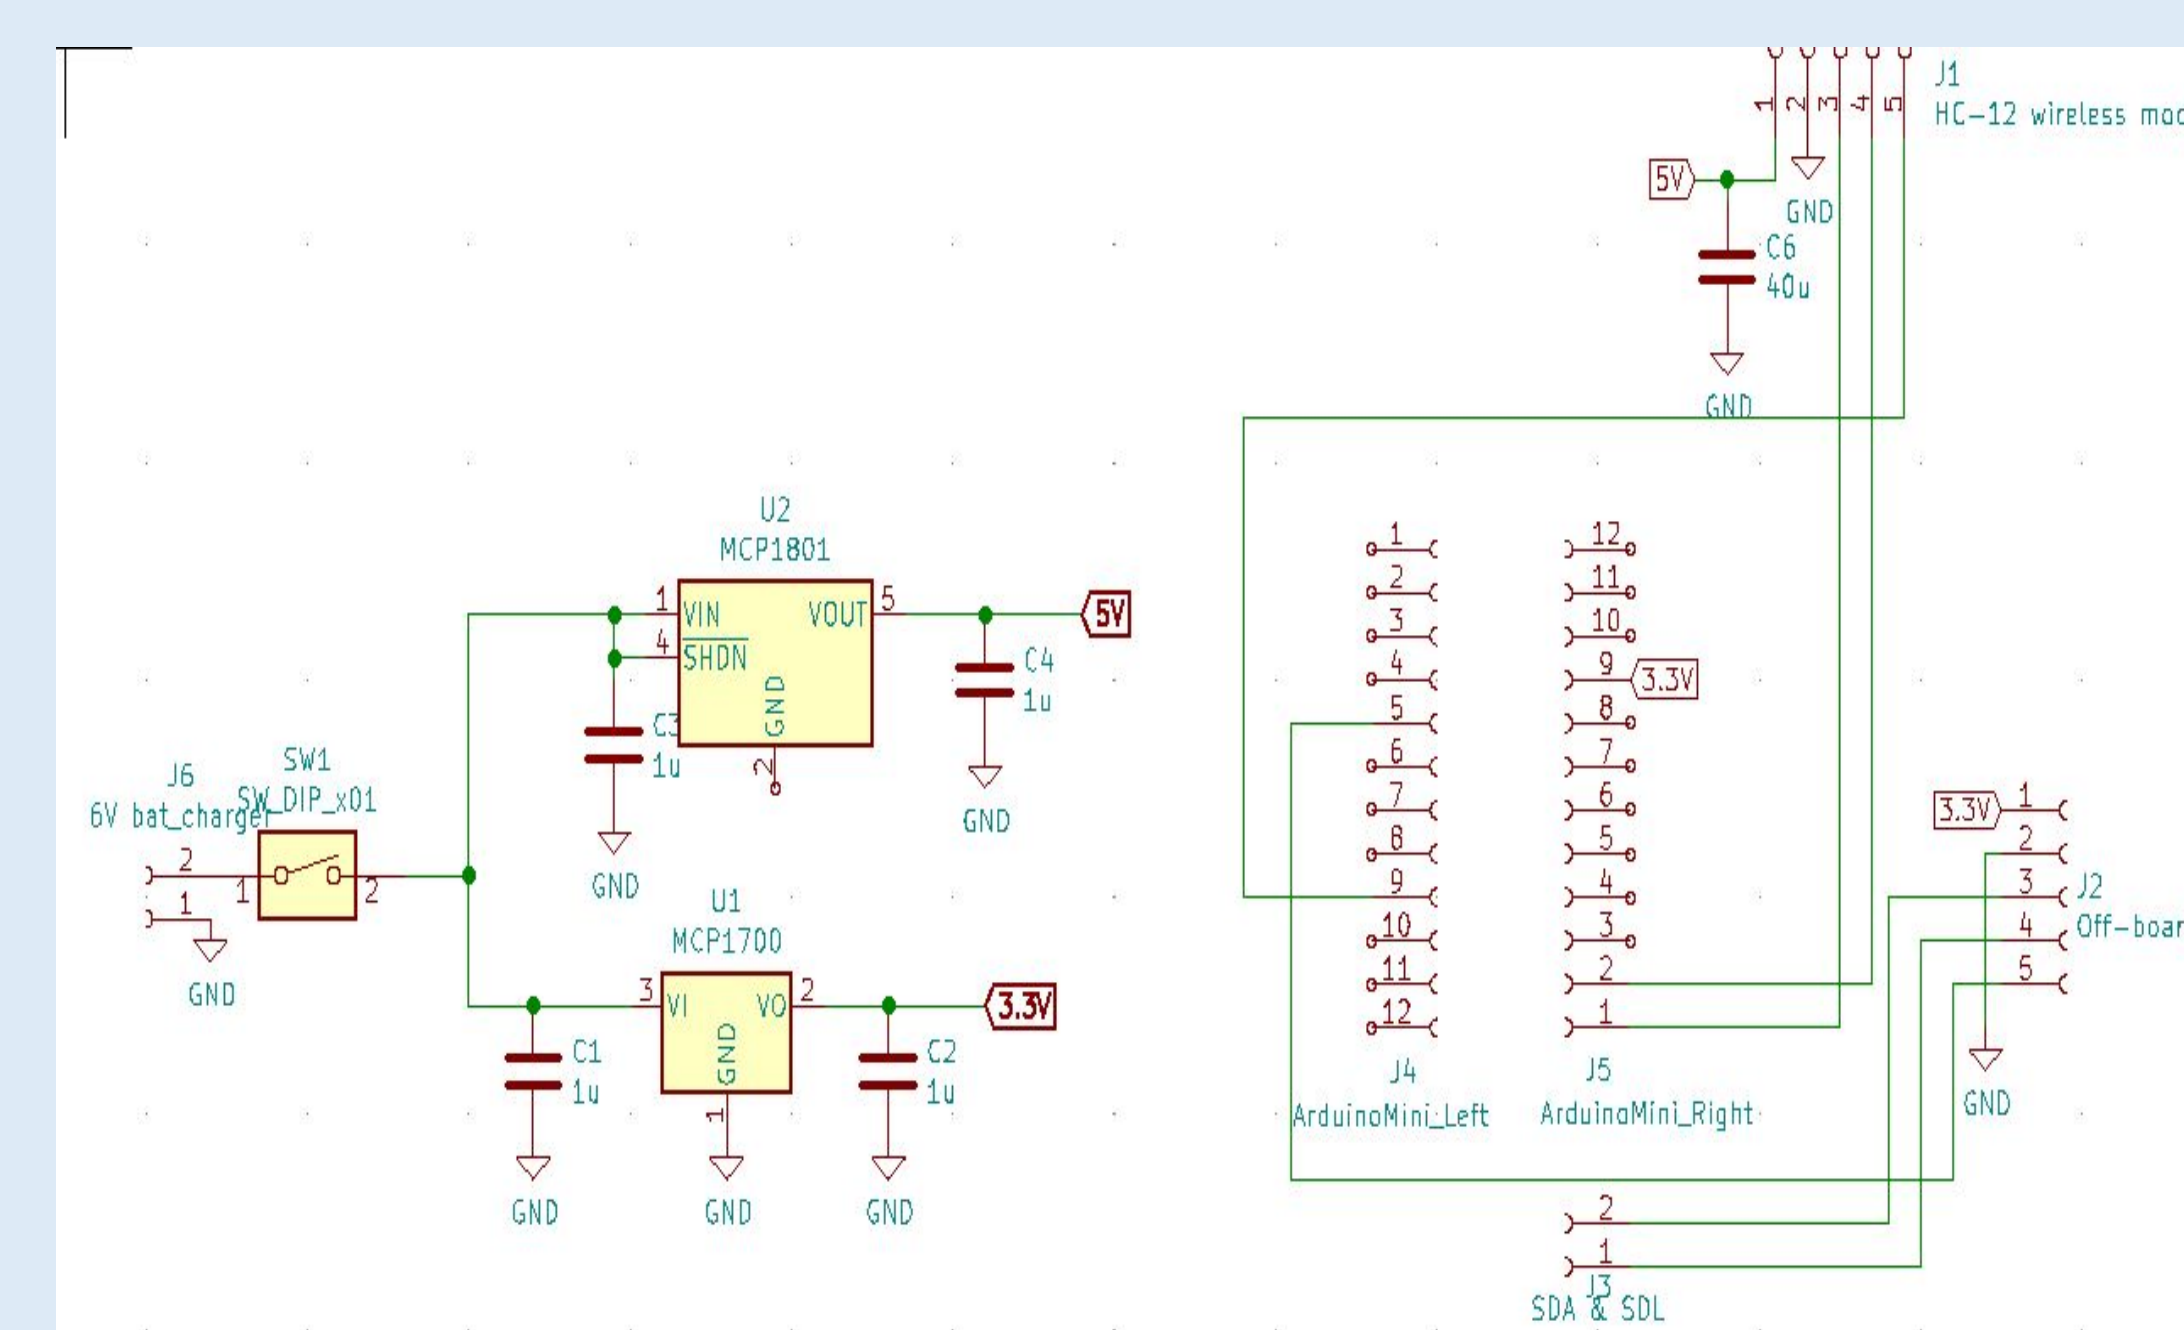 J1
HC-12 wireless
1
2
3
4
5
5V
GND
C6
40u
GND
U2
MCP1801
1
VIN
VOUT
5
5V
4
SHDN
GND
2
C3
1u
GND
C4
1u
GND
J6
6V bat_charger
SW1
SW_DIP_x01
2
1
1
2
GND
U1
MCP1700
3
VI
VO
2
3.3V
GND
1
C1
1u
C2
1u
GND
GND
GND
1
2
3
4
5
6
7
8
9
10
11
12
J4
ArduinoMini_Left
12
11
10
9
3.3V
8
7
6
5
4
3
2
1
J5
ArduinoMini_Right
3.3V
1
2
3
4
5
J2
GND
2
1
J3
SDA & SDL